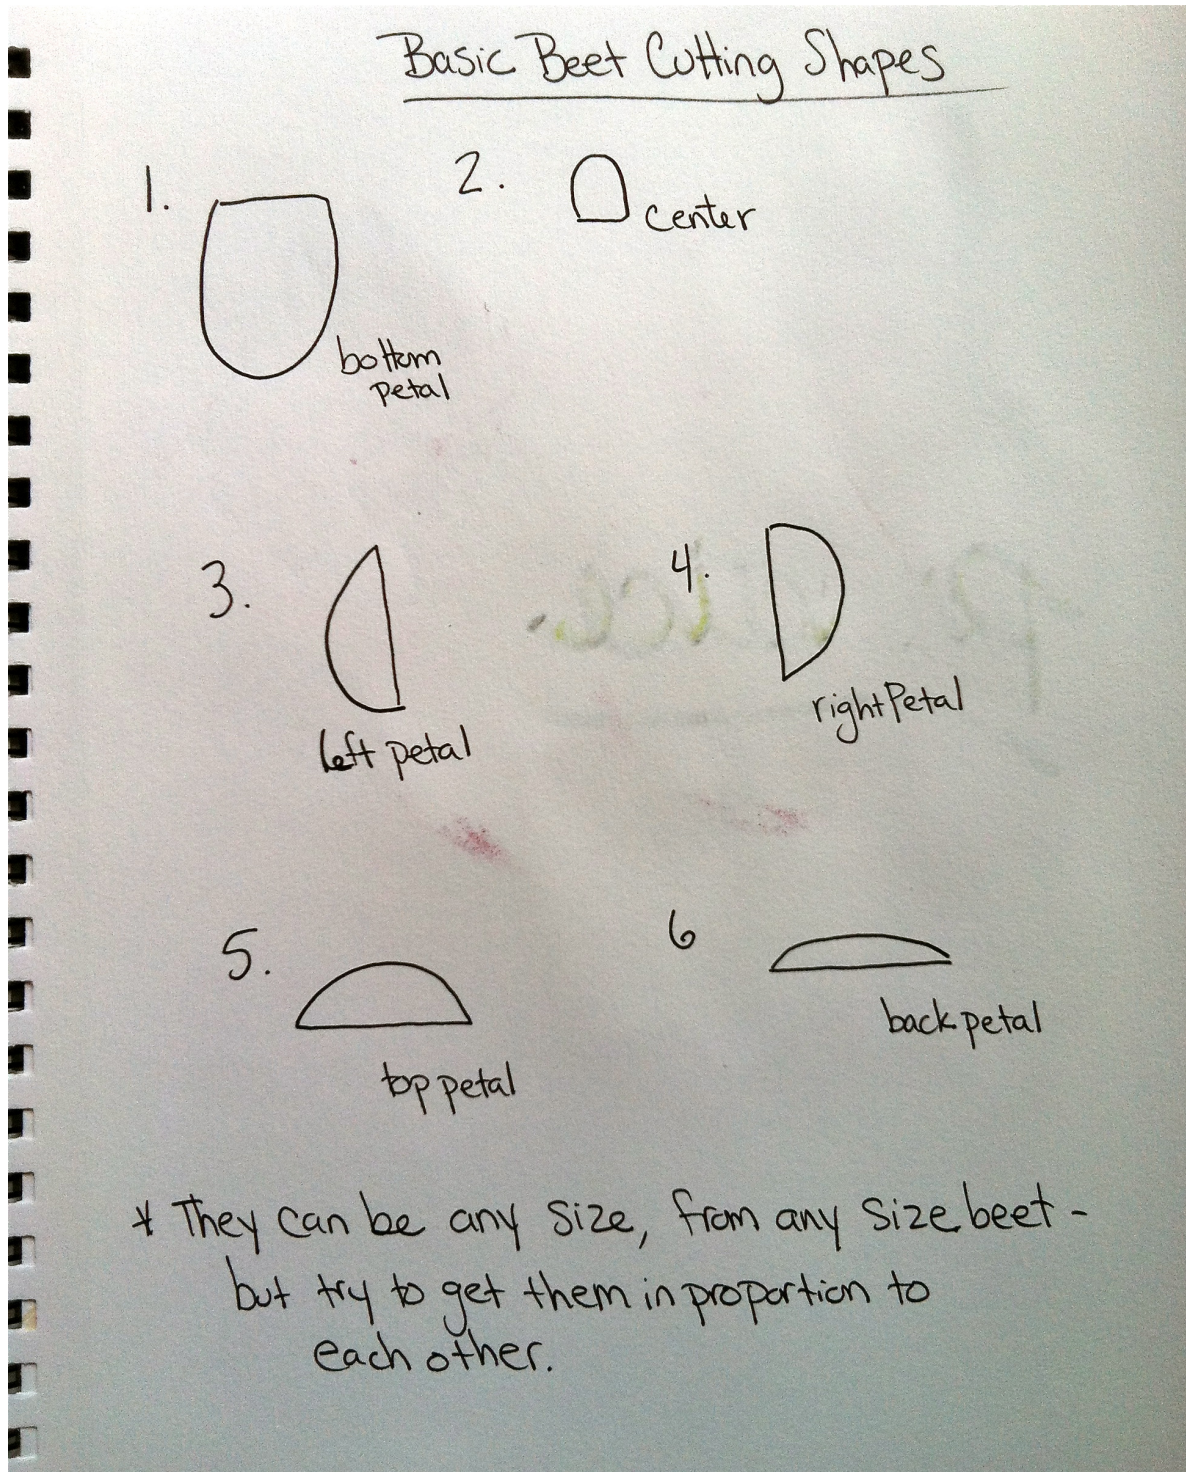 Basic Beet Cutting Shapes
1.
bottom
petal
2.
center
3.
left petal
4.
right Petal
5.
top petal
6
back petal
* They can be any size, from any size beet -
but try to get them in proportion to
each other.